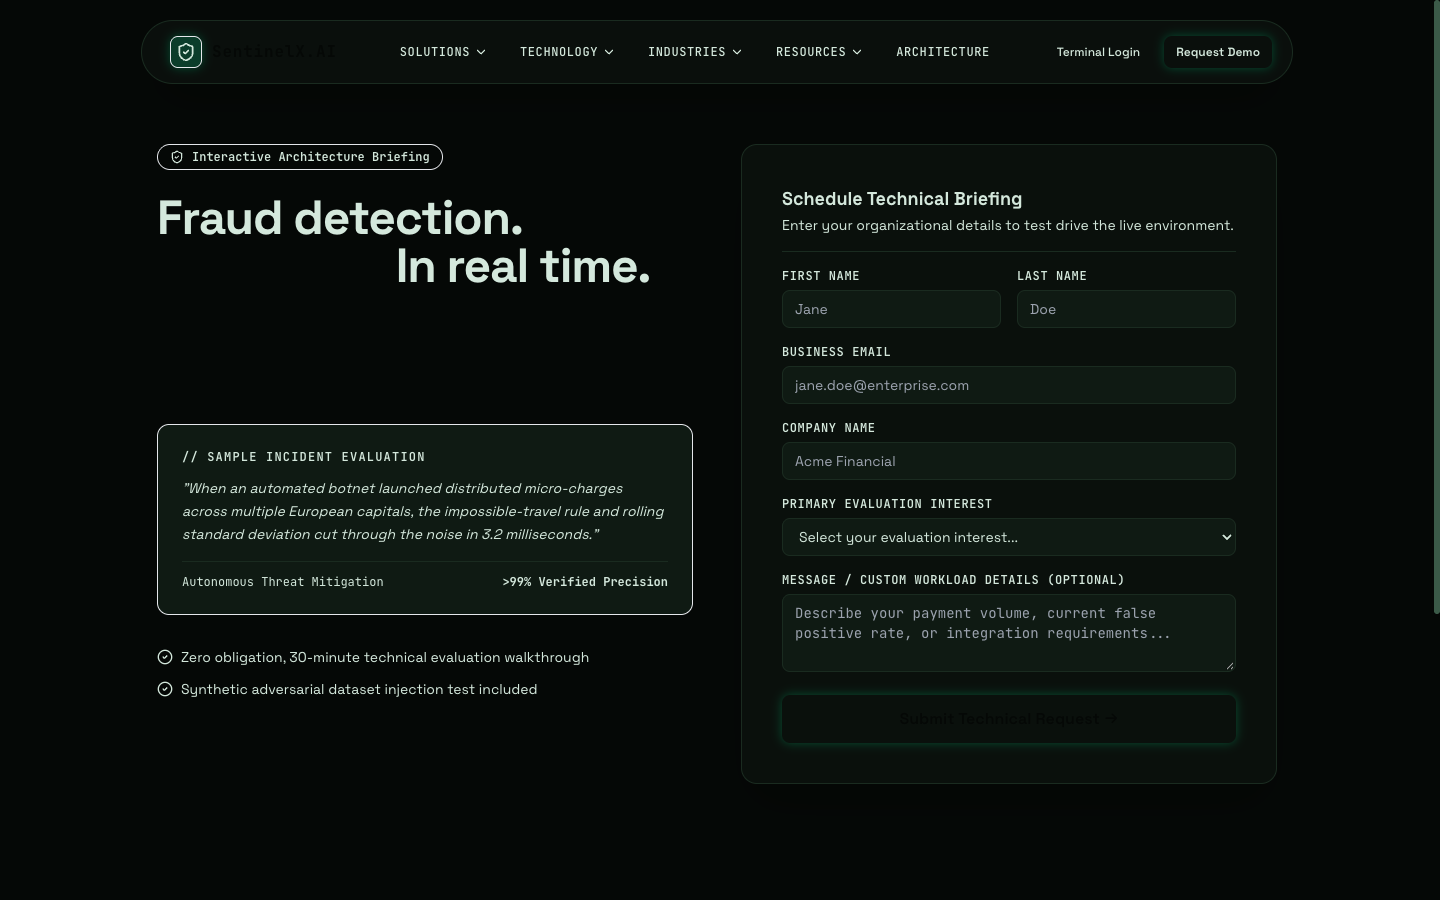 SentinelX.AI
SOLUTIONS
TECHNOLOGY
INDUSTRIES
RESOURCES
ARCHITECTURE
Terminal Login
Request Demo
Interactive Architecture Briefing
Fraud detection.
In real time.
// SAMPLE INCIDENT EVALUATION
"When an automated botnet launched distributed micro-charges
across multiple European capitals, the impossible-travel rule and rolling
standard deviation cut through the noise in 3.2 milliseconds."
Autonomous Threat Mitigation
>99% Verified Precision
Zero obligation, 30-minute technical evaluation walkthrough
Synthetic adversarial dataset injection test included
Schedule Technical Briefing
Enter your organizational details to test drive the live environment.
FIRST NAME
LAST NAME
Jane
Doe
BUSINESS EMAIL
jane.doe@enterprise.com
COMPANY NAME
Acme Financial
PRIMARY EVALUATION INTEREST
Select your evaluation interest...
MESSAGE / CUSTOM WORKLOAD DETAILS (OPTIONAL)
Describe your payment volume, current false
positive rate, or integration requirements...
Submit Technical Request →